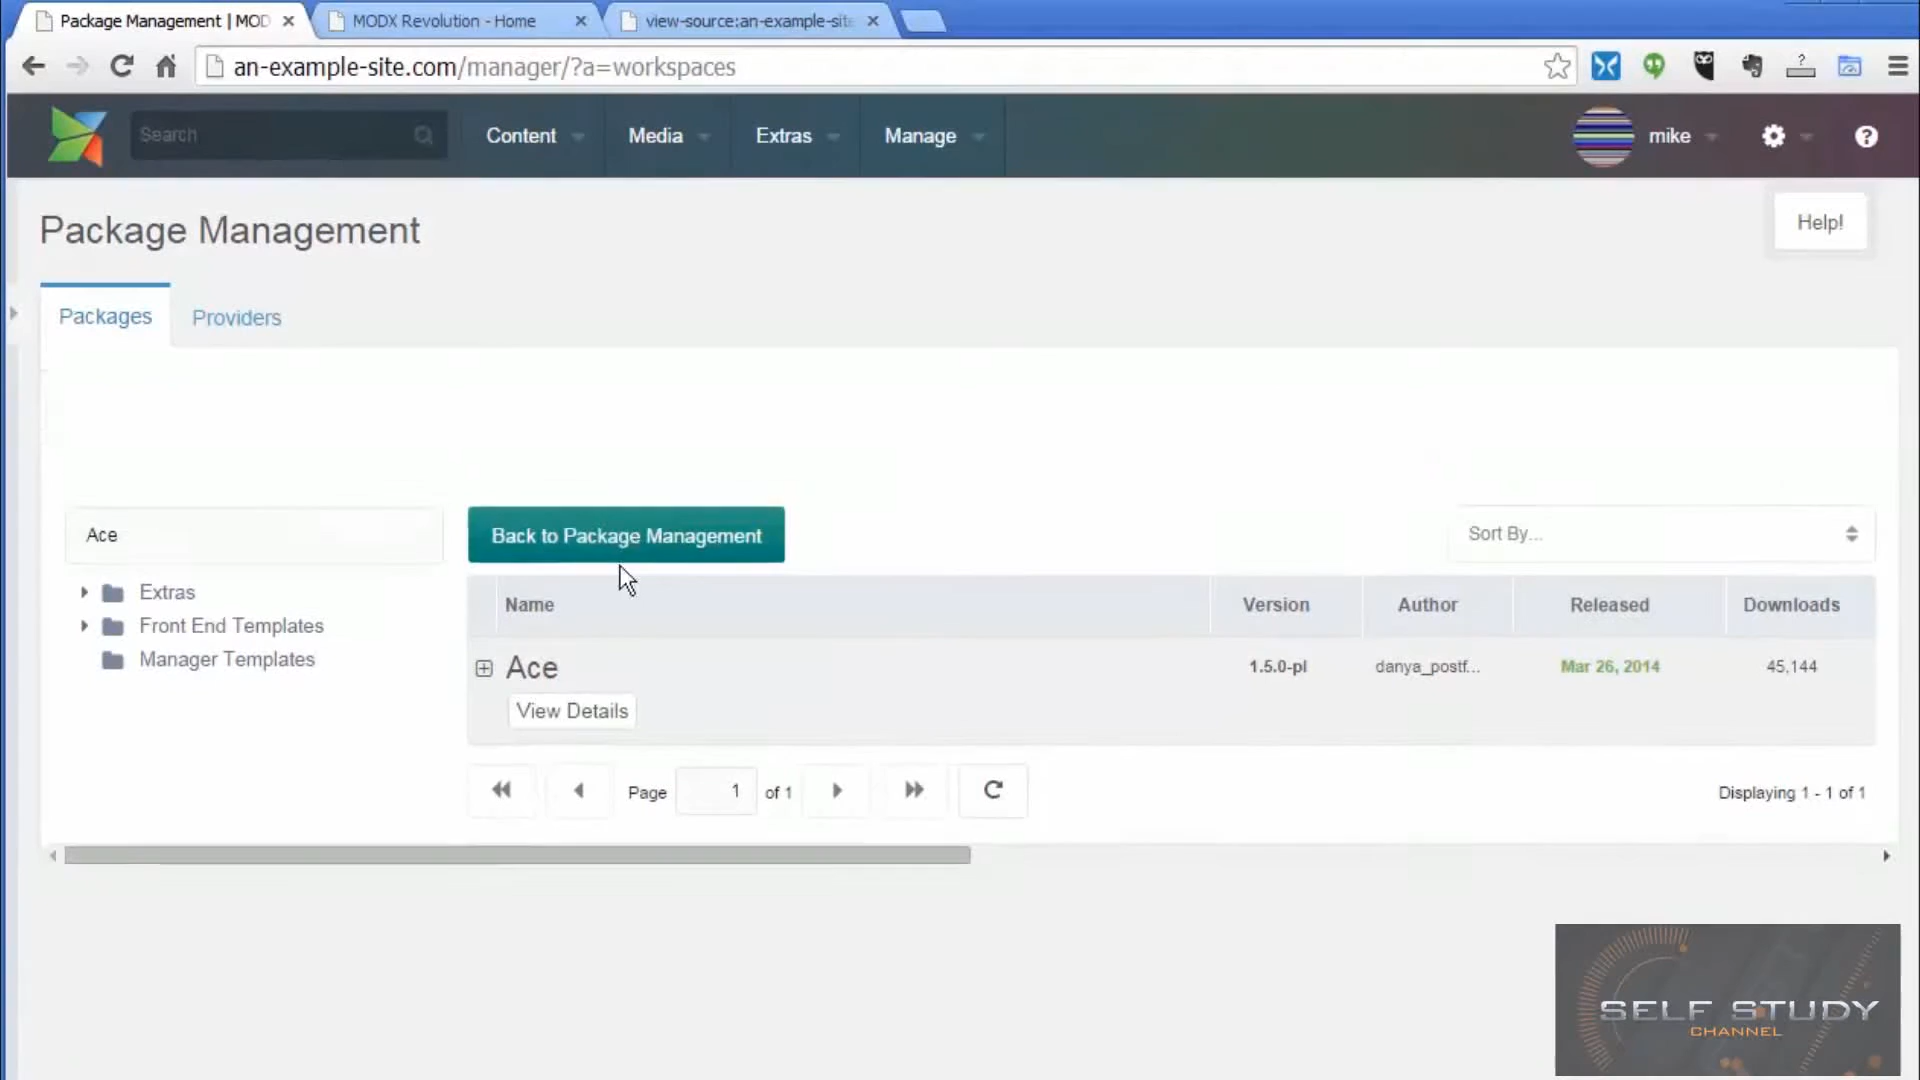 Package Management | MOD
MODX Revolution - Home
view-source:an-example-site
an-example-site.com/manager/?a=workspaces
Search
Content
Media
Extras
Manage
mike
Package Management
Help!
Packages
Providers
Ace
Back to Package Management
Sort By...
Extras
Front End Templates
Manager Templates
Name
Version
Author
Released
Downloads
Ace
1.5.0-pl
danya_postf...
Mar 26, 2014
45,144
View Details
Page
1
of 1
Displaying 1 - 1 of 1
SELF STUDY
CHANNEL